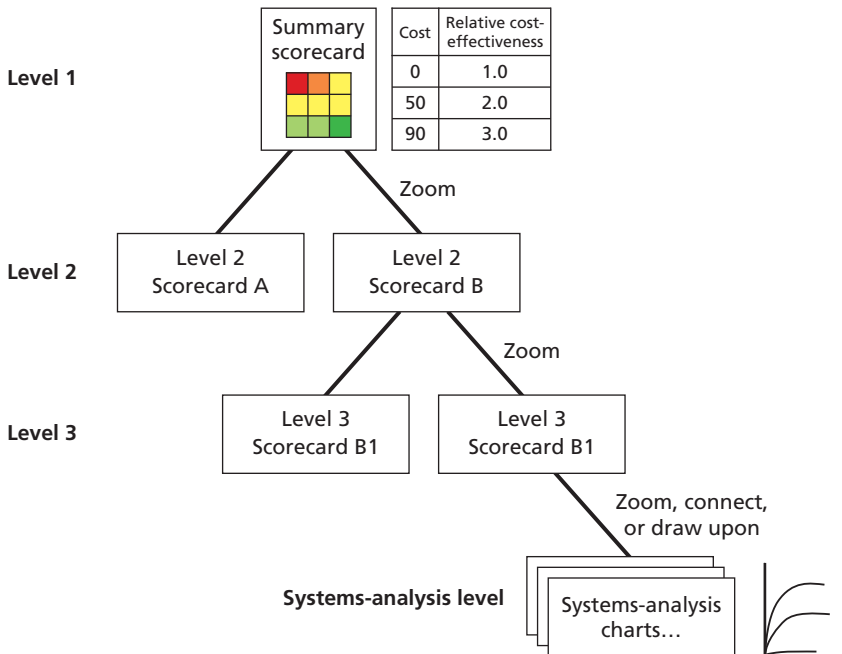 Level 1
Summary
scorecard
Cost
Relative cost-
effectiveness
0
1.0
50
2.0
90
3.0
Zoom
Level 2
Level 2
Scorecard A
Level 2
Scorecard B
Zoom
Level 3
Level 3
Scorecard B1
Level 3
Scorecard B1
Zoom, connect,
or draw upon
Systems-analysis level
Systems-analysis
charts…